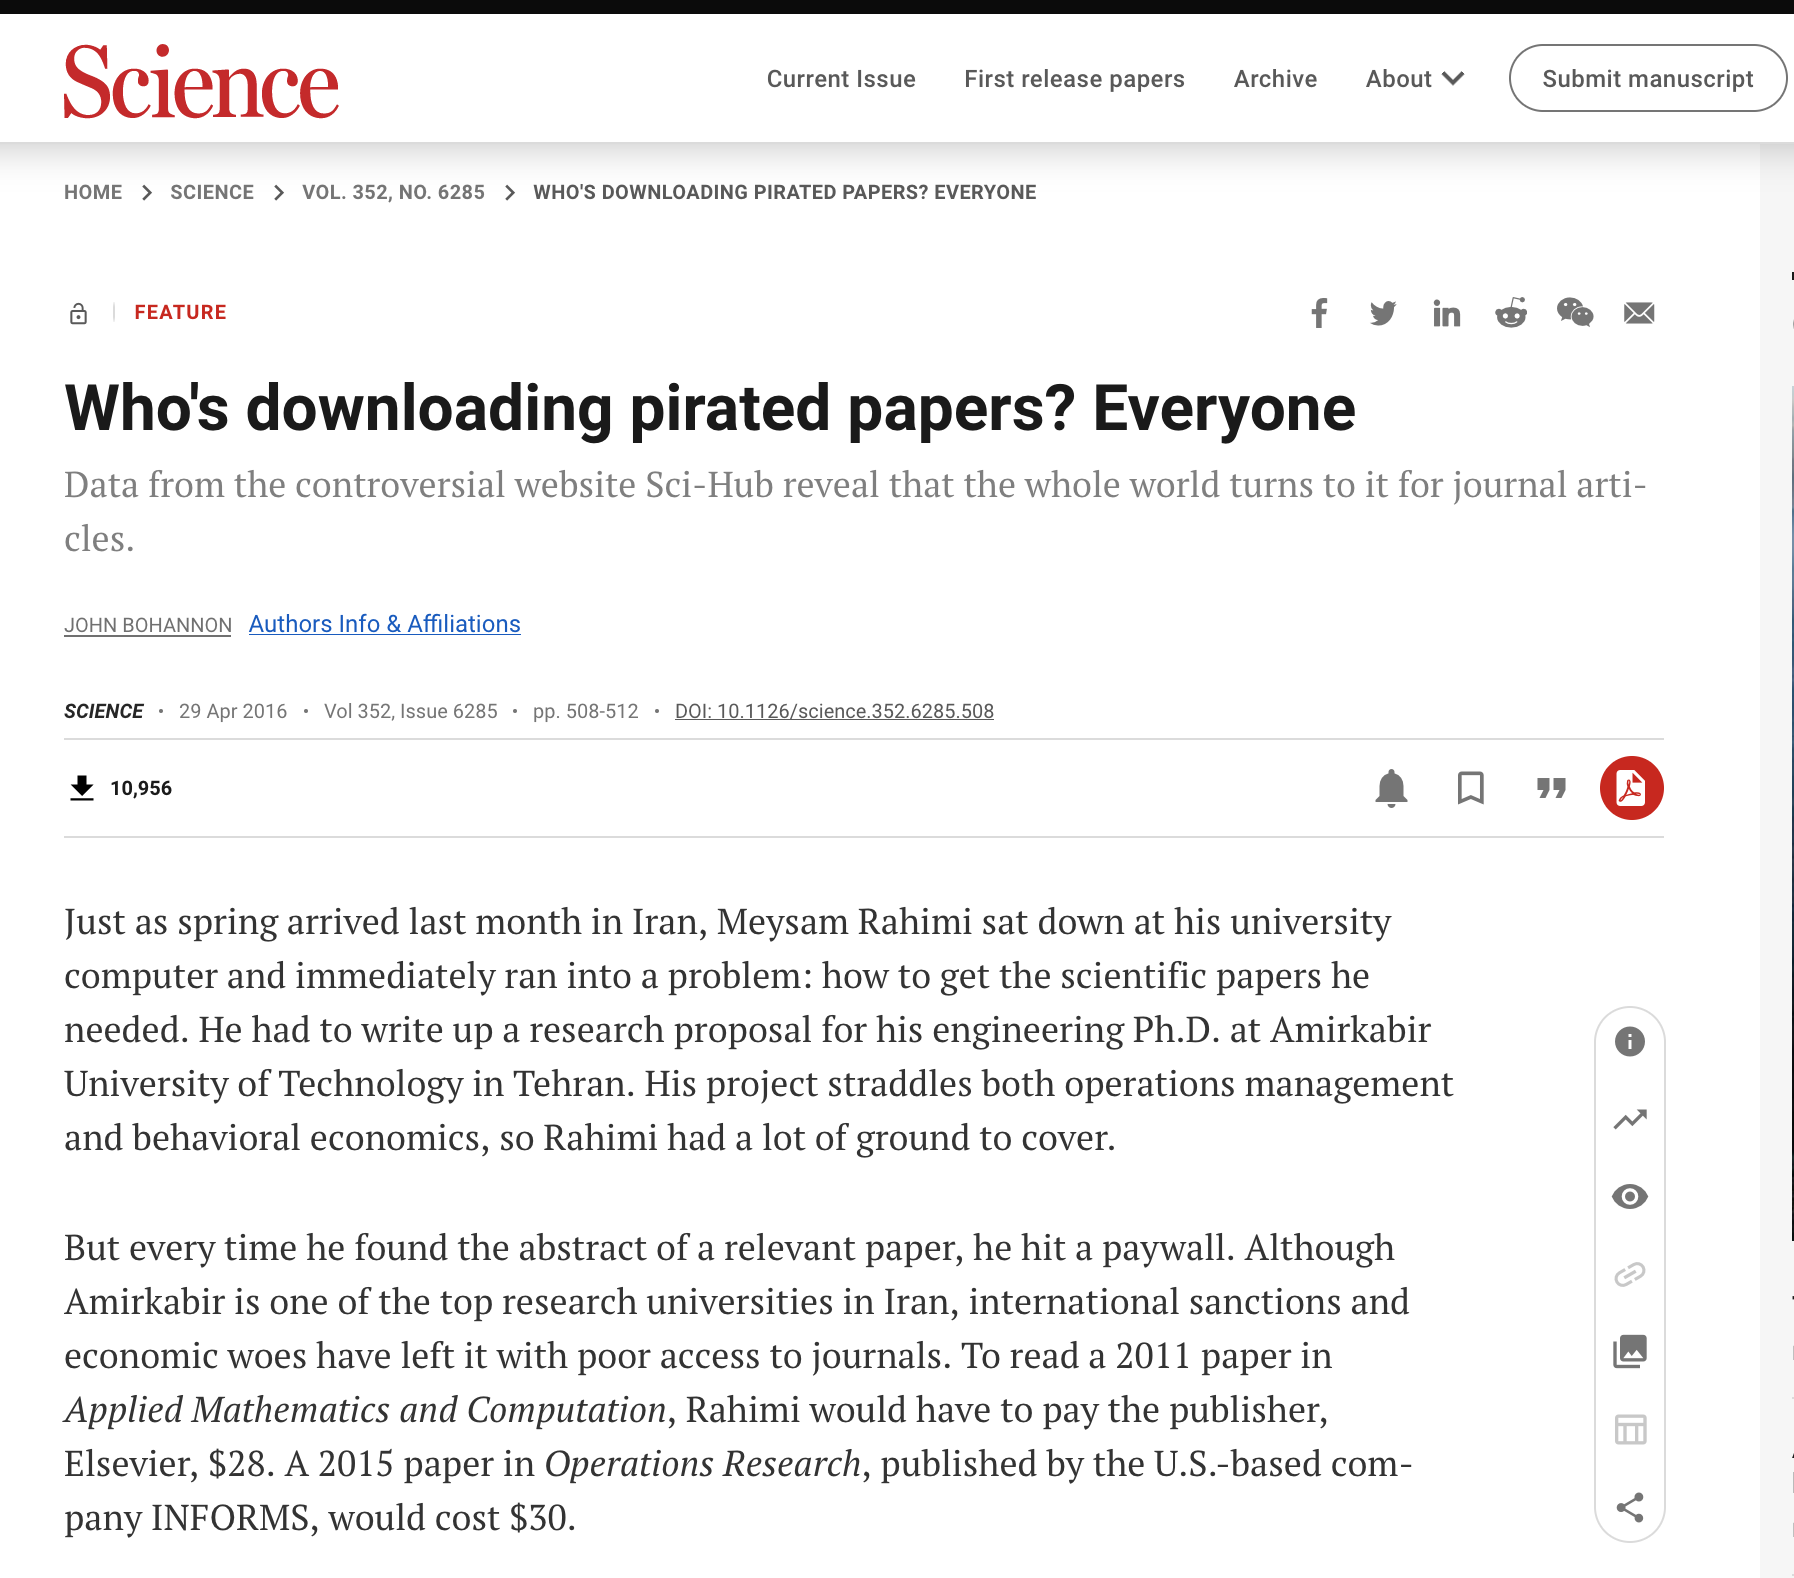 Science
Current Issue First release papers Archive About Submit manuscript
HOME > SCIENCE > VOL. 352, NO. 6285 > WHO'S DOWNLOADING PIRATED PAPERS? EVERYONE
FEATURE
Who's downloading pirated papers? Everyone
Data from the controversial website Sci-Hub reveal that the whole world turns to it for journal arti-
cles.
JOHN BOHANNON Authors Info & Affiliations
SCIENCE • 29 Apr 2016 • Vol 352, Issue 6285 • pp. 508-512 • DOI: 10.1126/science.352.6285.508
10,956
Just as spring arrived last month in Iran, Meysam Rahimi sat down at his university
computer and immediately ran into a problem: how to get the scientific papers he
needed. He had to write up a research proposal for his engineering Ph.D. at Amirkabir
University of Technology in Tehran. His project straddles both operations management
and behavioral economics, so Rahimi had a lot of ground to cover.
But every time he found the abstract of a relevant paper, he hit a paywall. Although
Amirkabir is one of the top research universities in Iran, international sanctions and
economic woes have left it with poor access to journals. To read a 2011 paper in
Applied Mathematics and Computation, Rahimi would have to pay the publisher,
Elsevier, $28. A 2015 paper in Operations Research, published by the U.S.-based com-
pany INFORMS, would cost $30.